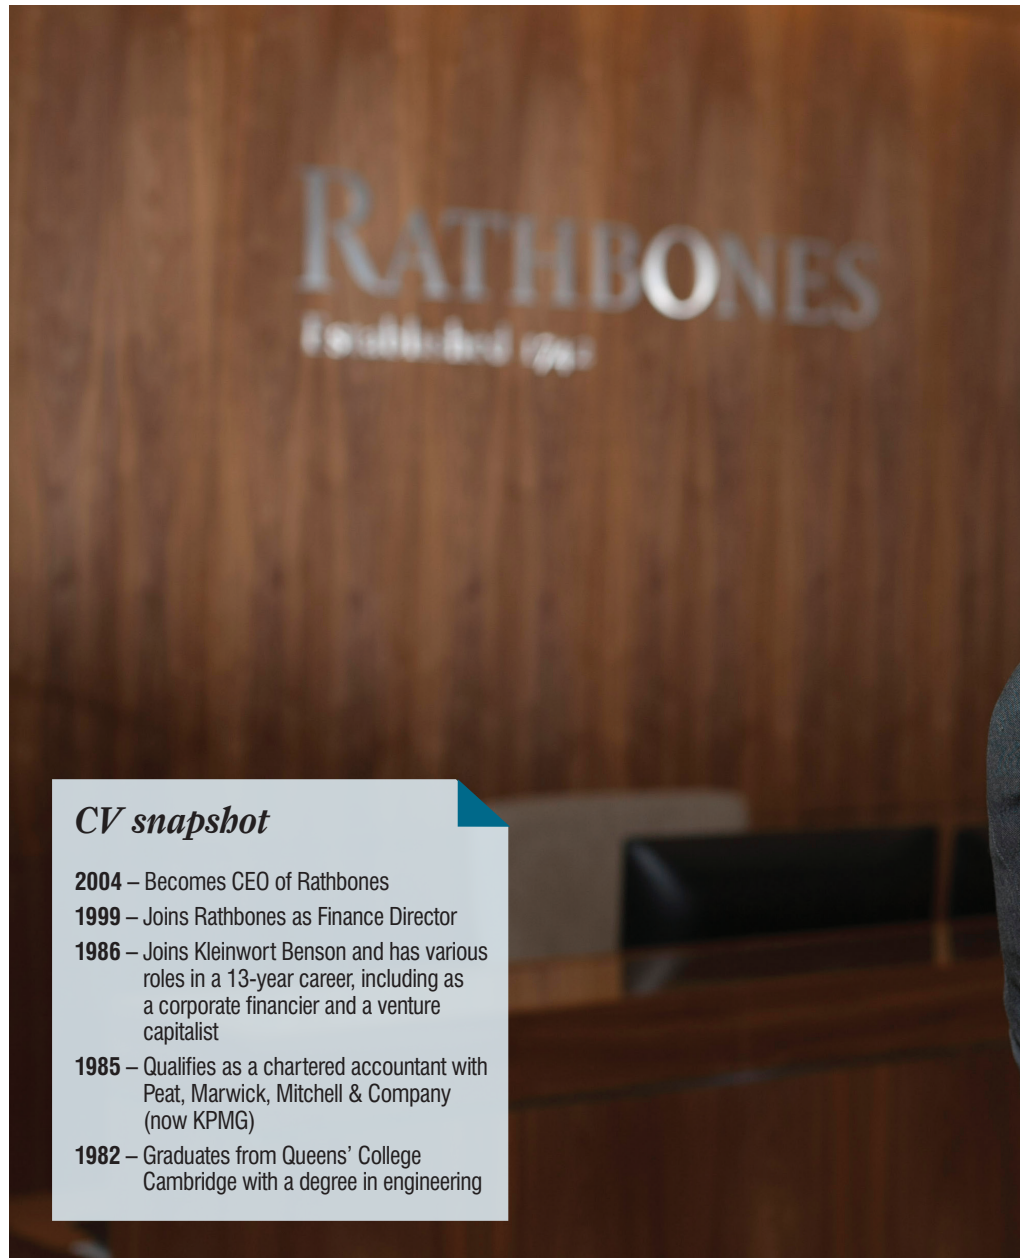 RATHBONES
Established
CV snapshot
2004 – Becomes CEO of Rathbones
1999 – Joins Rathbones as Finance Director
1986 – Joins Kleinwort Benson and has various
roles in a 13-year career, including as
a corporate financier and a venture
capitalist
1985 – Qualifies as a chartered accountant with
Peat, Marwick, Mitchell & Company
(now KPMG)
1982 – Graduates from Queens’ College
Cambridge with a degree in engineering